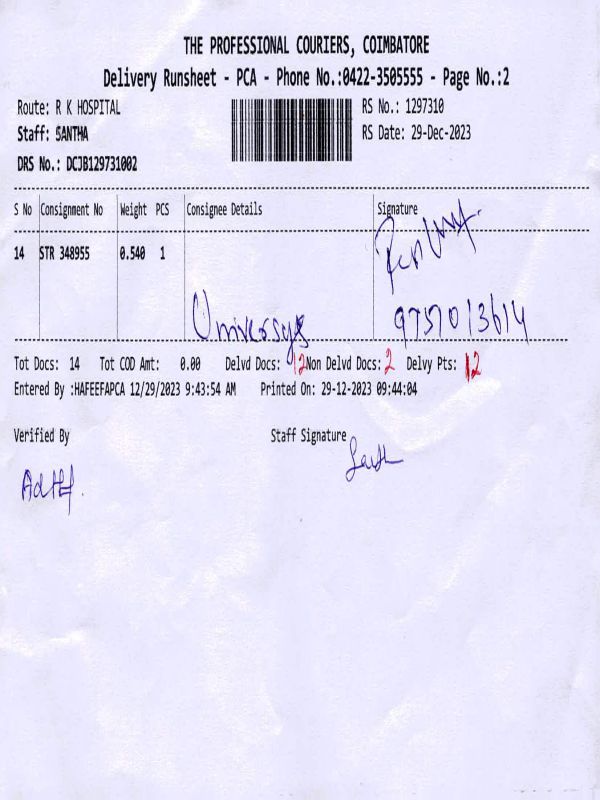 THE PROFESSIONAL COURIERS, COIMBATORE
Delivery Runsheet - PCA - Phone No.:0422-3505555 - Page No.:2
Route: R K HOSPITAL RS No.: 1297310
Staff: SANTHA RS Date: 29-Dec-2023
DRS No.: DCJB129731002
S No Consignment No Weight PCS Consignee Details Signature
14 STR 348955 0.540 1
9757013614
Tot Docs: 14 Tot COD Amt: 0.00 Delvd Docs: 12 Non Delvd Docs: 2 Delvy Pts: 12
Entered By :HAFEEFAPCA 12/29/2023 9:43:54 AM Printed On: 29-12-2023 09:44:04
Verified By Staff Signature